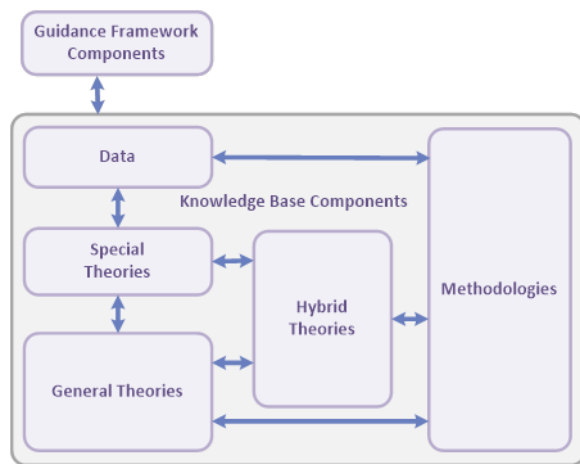 Guidance Framework
Components
Data
Knowledge Base Components
Special
Theories
Hybrid
Theories
Methodologies
General Theories